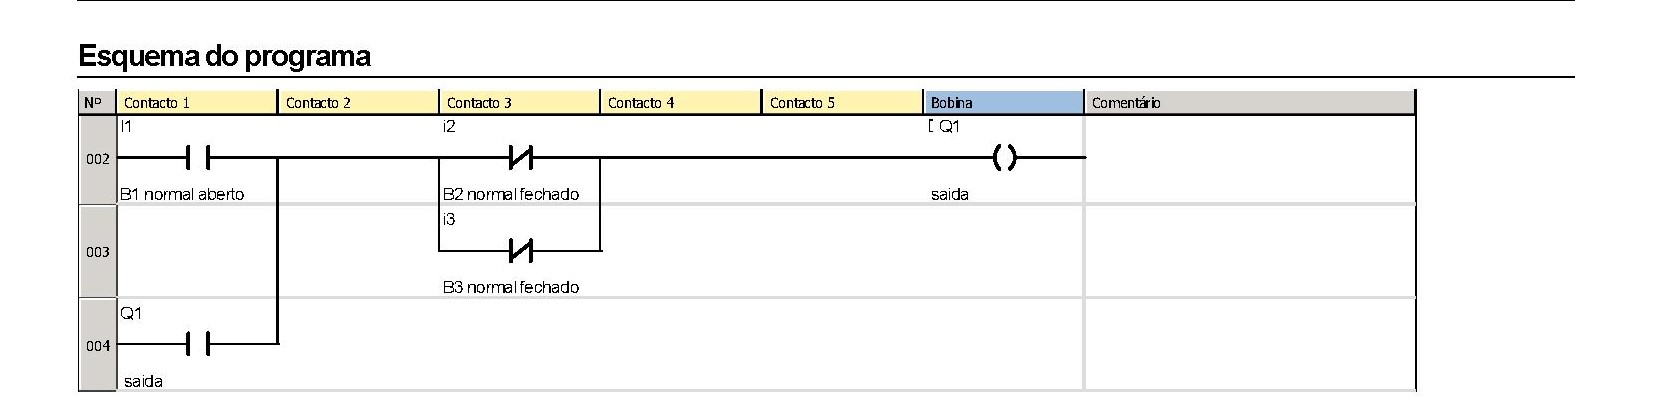 Esquema do programa
Nº Contacto 1 Contacto 2 Contacto 3 Contacto 4 Contacto 5 Bobina Comentário
I1 i2 [ Q1
002
B1 normal aberto B2 normal fechado saida
i3
003
B3 normal fechado
Q1
004
saida